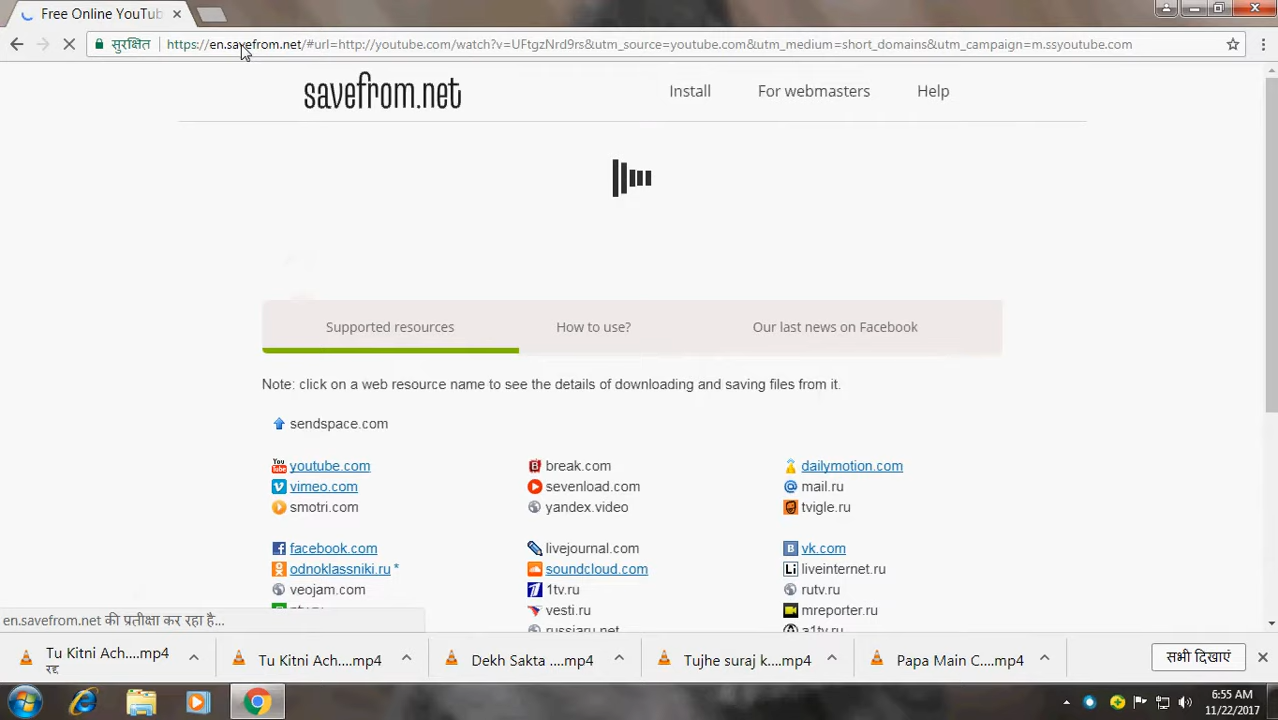 Free Online YouTub
सुरक्षित
https://en.savefrom.net/#url=http://youtube.com/watch?v=UFtgzNrd9rs&utm_source=youtube.com&utm_medium=short_domains&utm_campaign=m.ssyoutube.com
savefrom.net
Install For webmasters Help
Supported resources How to use? Our last news on Facebook
Note: click on a web resource name to see the details of downloading and saving files from it.
sendspace.com
youtube.com break.com dailymotion.com
vimeo.com sevenload.com mail.ru
smotri.com yandex.video tvigle.ru
facebook.com livejournal.com vk.com
odnoklassniki.ru * soundcloud.com liveinternet.ru
veojam.com 1tv.ru rutv.ru
vesti.ru mreporter.ru
russiaru.net a1tv.ru
en.savefrom.net की प्रतीक्षा कर रहा है...
Tu Kitni Ach....mp4 Tu Kitni Ach....mp4 Dekh Sakta ....mp4 Tujhe suraj k....mp4 Papa Main C....mp4 सभी दिखाएं
रद्द
6:55 AM
11/22/2017